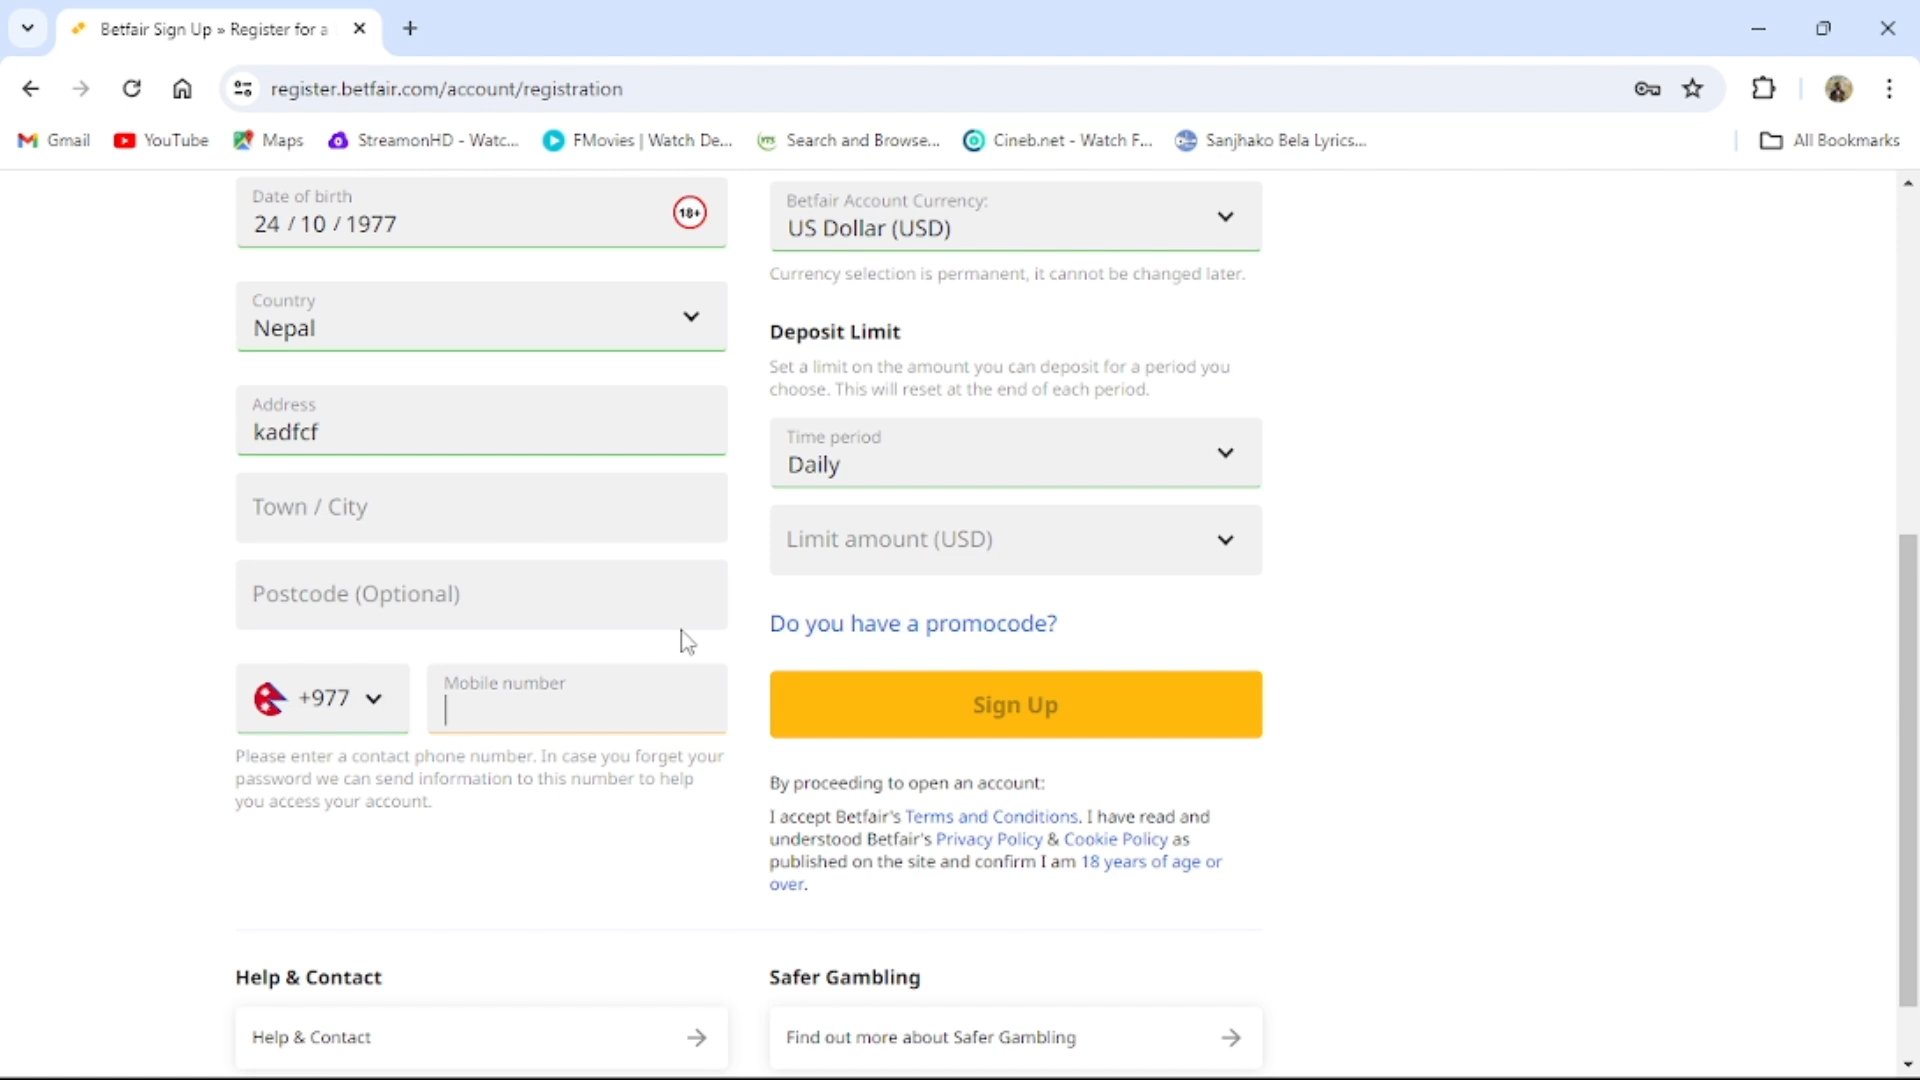 Betfair Sign Up » Register for a
register.betfair.com/account/registration
Gmail
YouTube
Maps
StreamonHD - Watc...
FMovies | Watch De...
Search and Browse...
Cineb.net - Watch F...
Sanjhako Bela Lyrics...
All Bookmarks
Date of birth
24 / 10 / 1977
18+
Country
Nepal
Address
kadfcf
Town / City
Postcode (Optional)
+977
Mobile number
Please enter a contact phone number. In case you forget your
password we can send information to this number to help
you access your account.
Betfair Account Currency:
US Dollar (USD)
Currency selection is permanent, it cannot be changed later.
Deposit Limit
Set a limit on the amount you can deposit for a period you
choose. This will reset at the end of each period.
Time period
Daily
Limit amount (USD)
Do you have a promocode?
Sign Up
By proceeding to open an account:
I accept Betfair's Terms and Conditions. I have read and
understood Betfair's Privacy Policy & Cookie Policy as
published on the site and confirm I am 18 years of age or
over.
Help & Contact
Help & Contact
Safer Gambling
Find out more about Safer Gambling